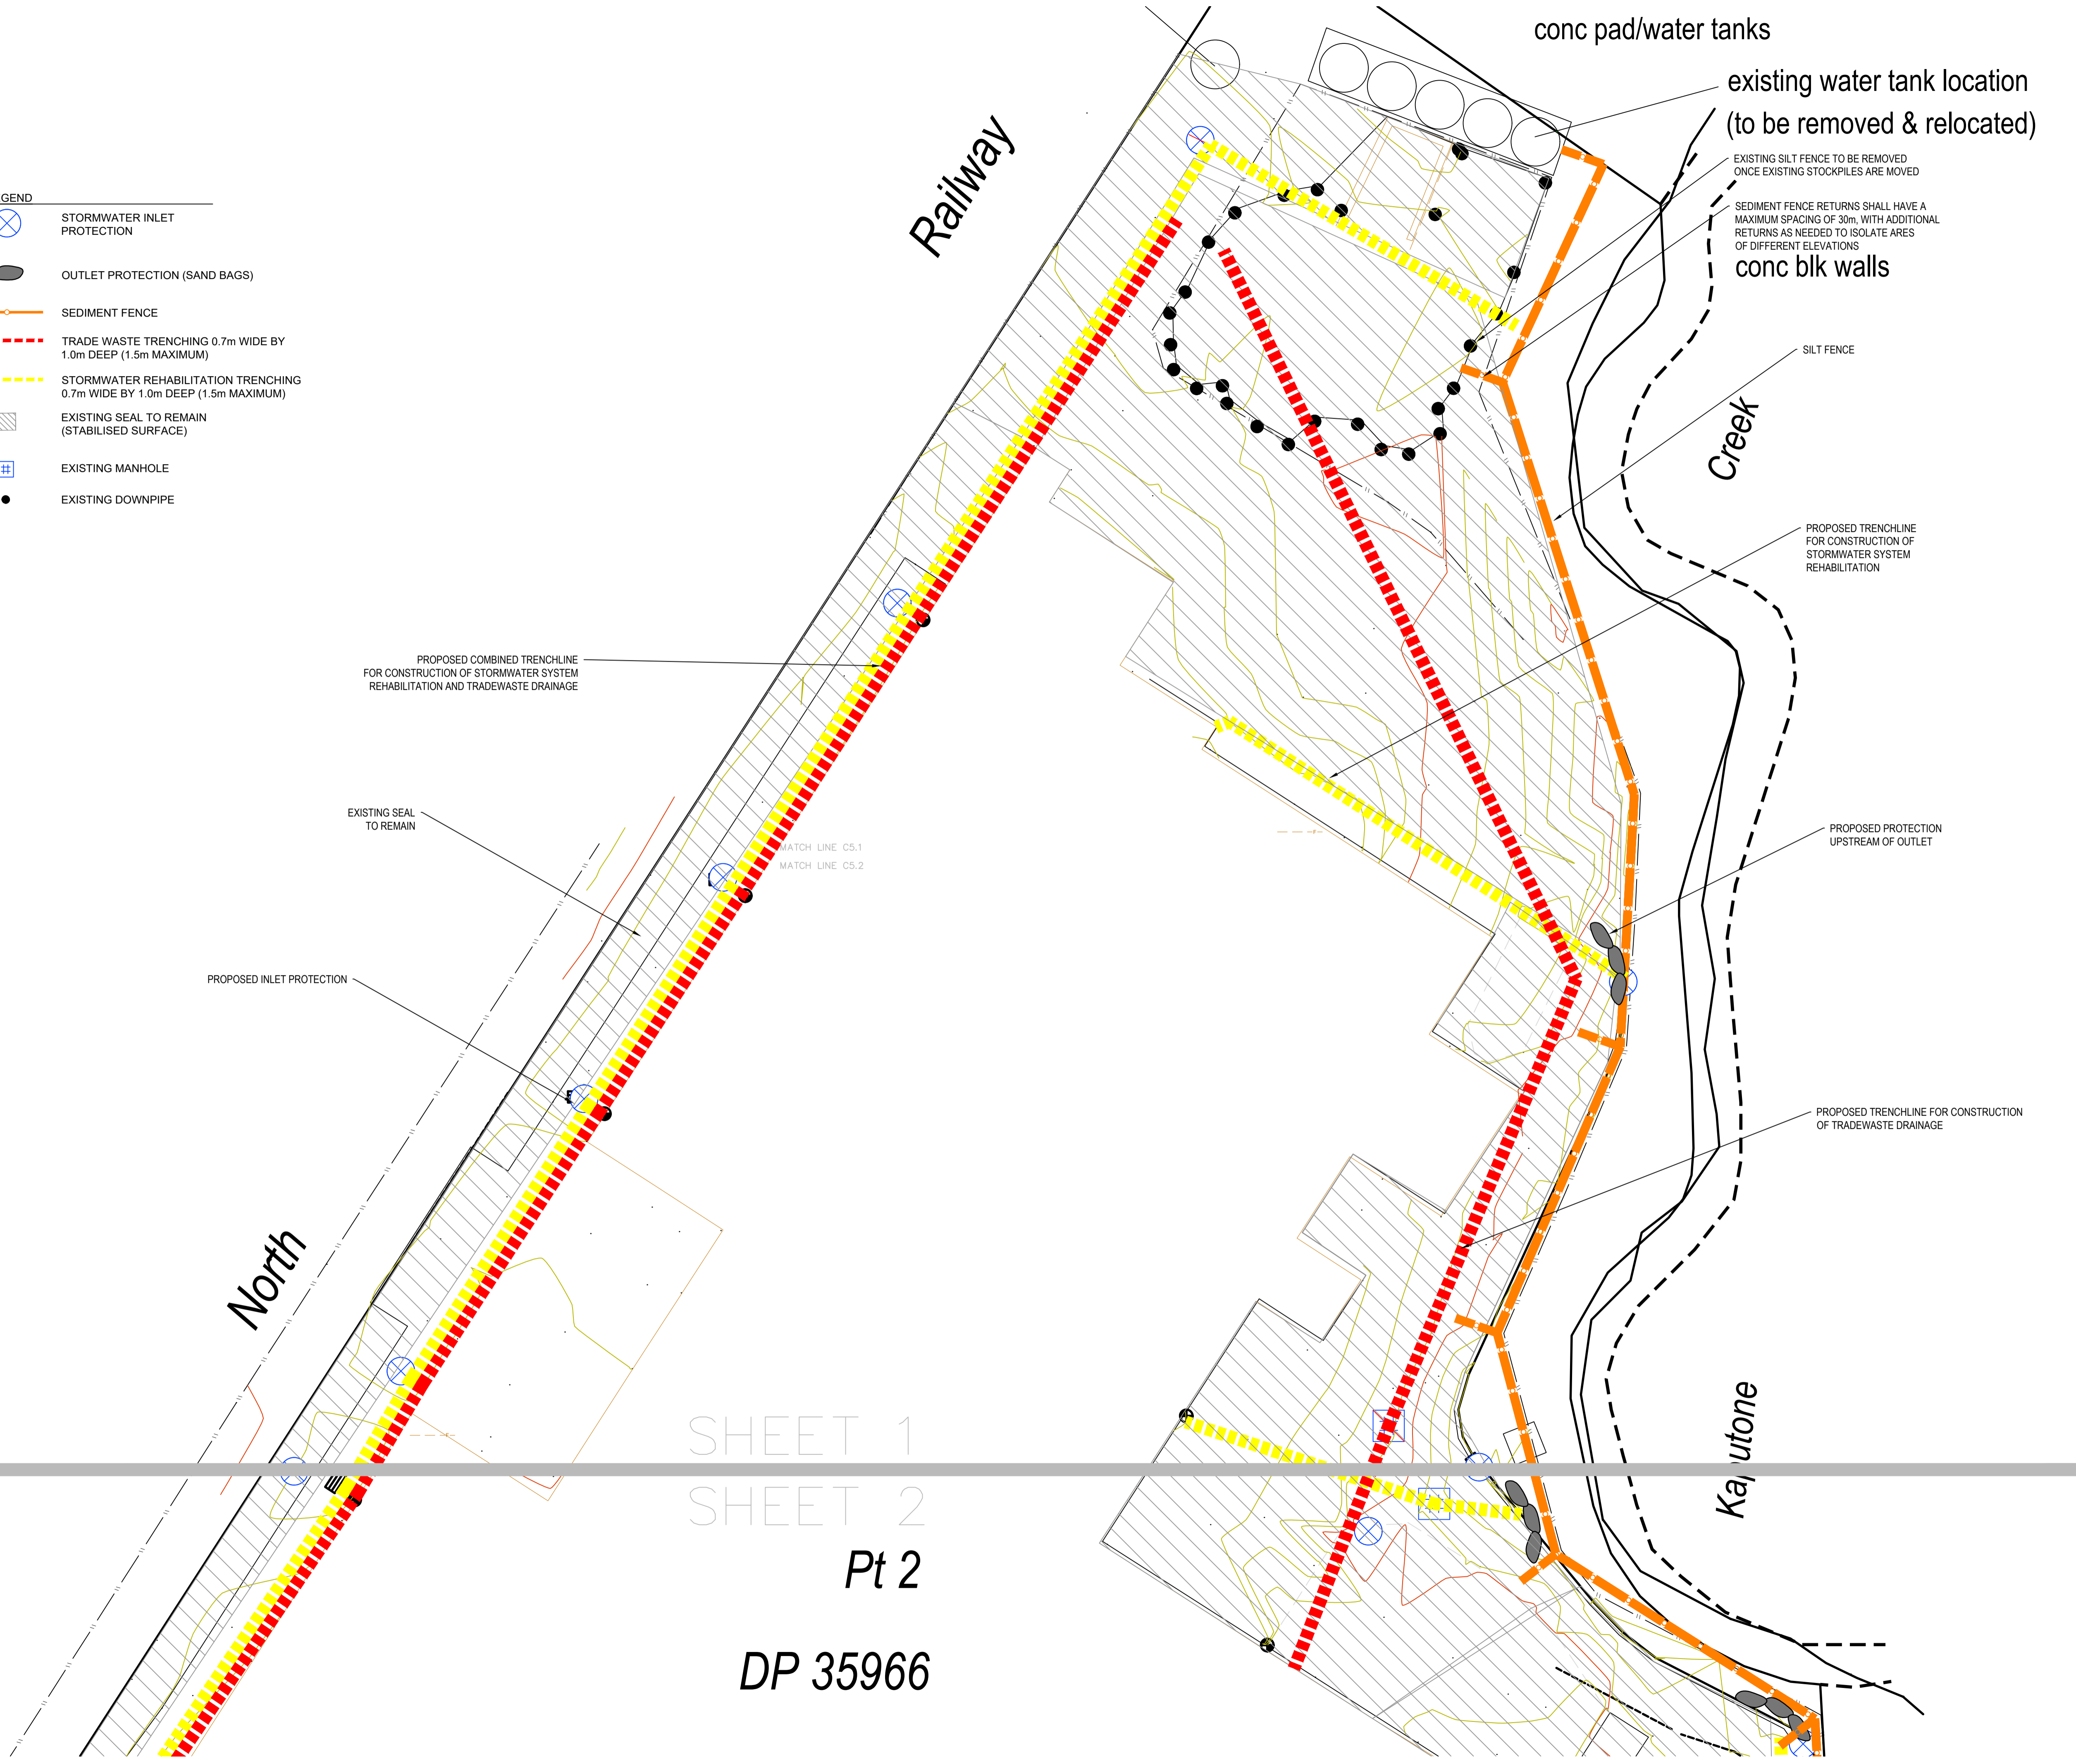 conc pad/water tanks
existing water tank location
(to be removed & relocated)
EXISTING SILT FENCE TO BE REMOVED
ONCE EXISTING STOCKPILES ARE MOVED
SEDIMENT FENCE RETURNS SHALL HAVE A
MAXIMUM SPACING OF 30m, WITH ADDITIONAL
RETURNS AS NEEDED TO ISOLATE ARES
OF DIFFERENT ELEVATIONS
conc blk walls
Railway
GEND
STORMWATER INLET
PROTECTION
OUTLET PROTECTION (SAND BAGS)
SEDIMENT FENCE
TRADE WASTE TRENCHING 0.7m WIDE BY
1.0m DEEP (1.5m MAXIMUM)
STORMWATER REHABILITATION TRENCHING
0.7m WIDE BY 1.0m DEEP (1.5m MAXIMUM)
EXISTING SEAL TO REMAIN
(STABILISED SURFACE)
EXISTING MANHOLE
EXISTING DOWNPIPE
SILT FENCE
Creek
PROPOSED TRENCHLINE
FOR CONSTRUCTION OF
STORMWATER SYSTEM
REHABILITATION
PROPOSED COMBINED TRENCHLINE
FOR CONSTRUCTION OF STORMWATER SYSTEM
REHABILITATION AND TRADEWASTE DRAINAGE
EXISTING SEAL
TO REMAIN
MATCH LINE C5.1
MATCH LINE C5.2
PROPOSED PROTECTION
UPSTREAM OF OUTLET
PROPOSED INLET PROTECTION
PROPOSED TRENCHLINE FOR CONSTRUCTION
OF TRADEWASTE DRAINAGE
North
Kaputone
SHEET 1
SHEET 2
Pt 2
DP 35966